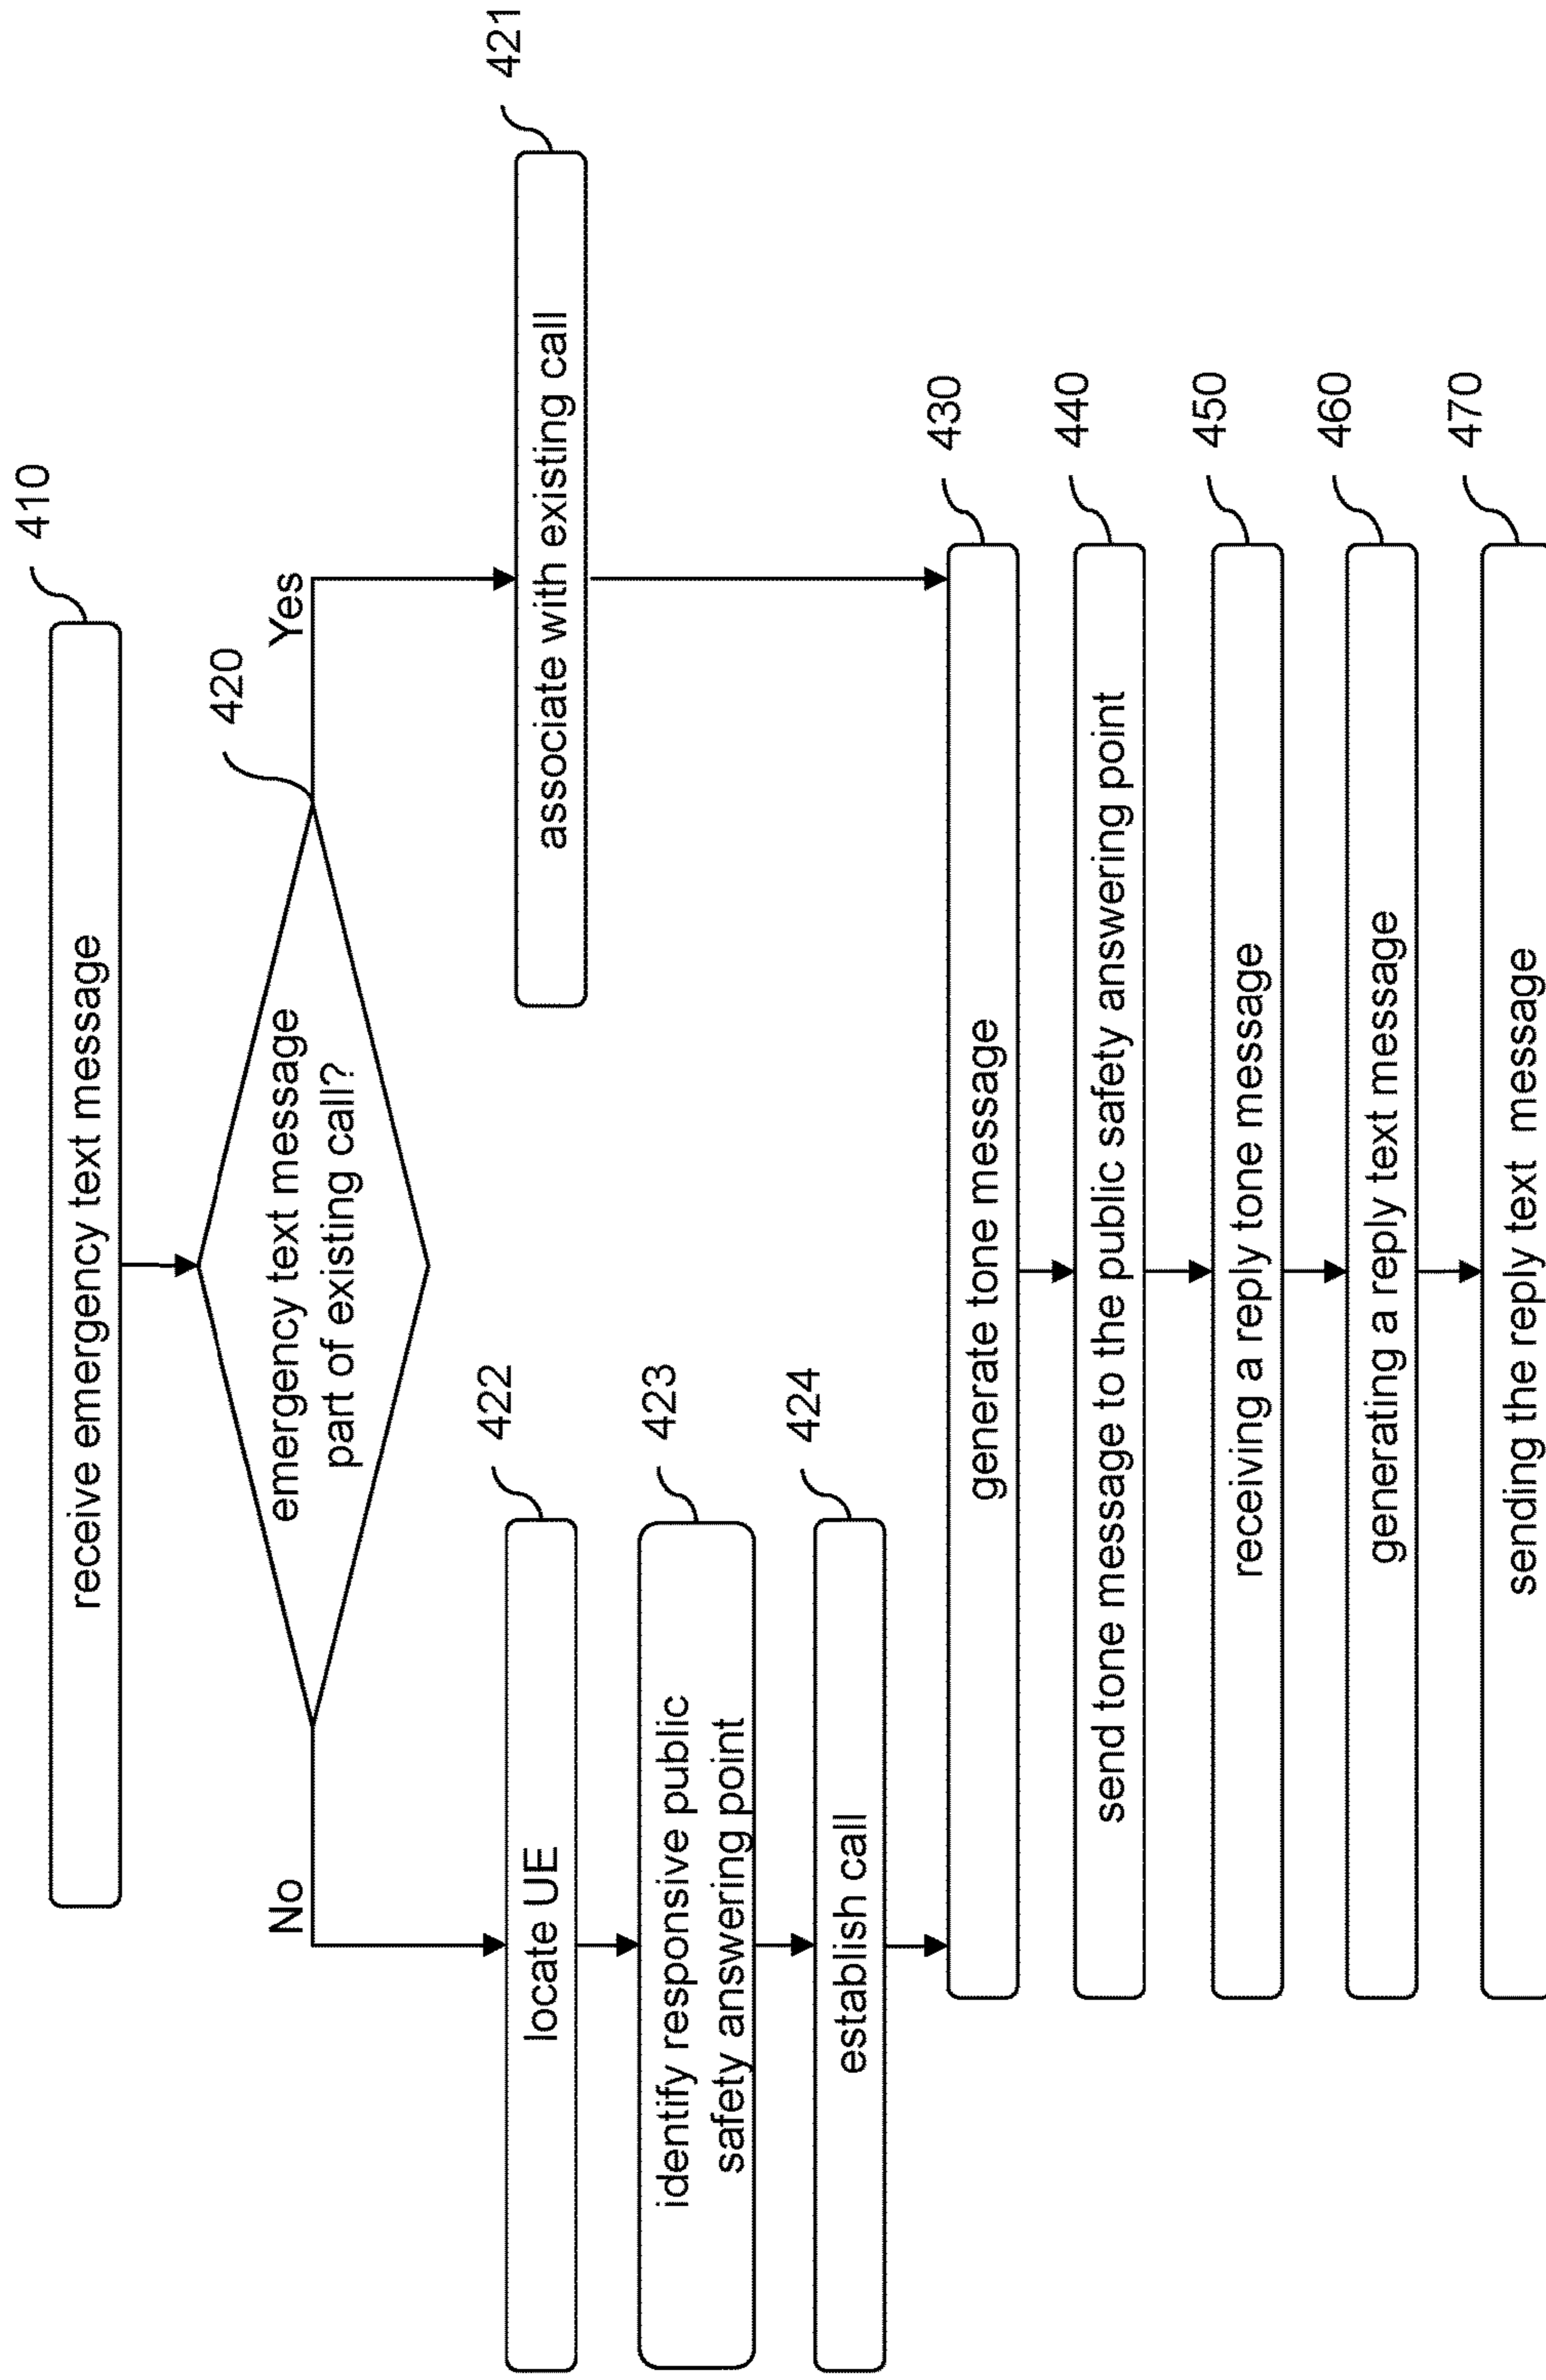 410
receive emergency text message
420
emergency text message
part of existing call?
No
Yes
421
associate with existing call
422
locate UE
423
identify responsive public
safety answering point
424
establish call
430
generate tone message
440
send tone message to the public safety answering point
450
receiving a reply tone message
460
generating a reply text message
470
sending the reply text message